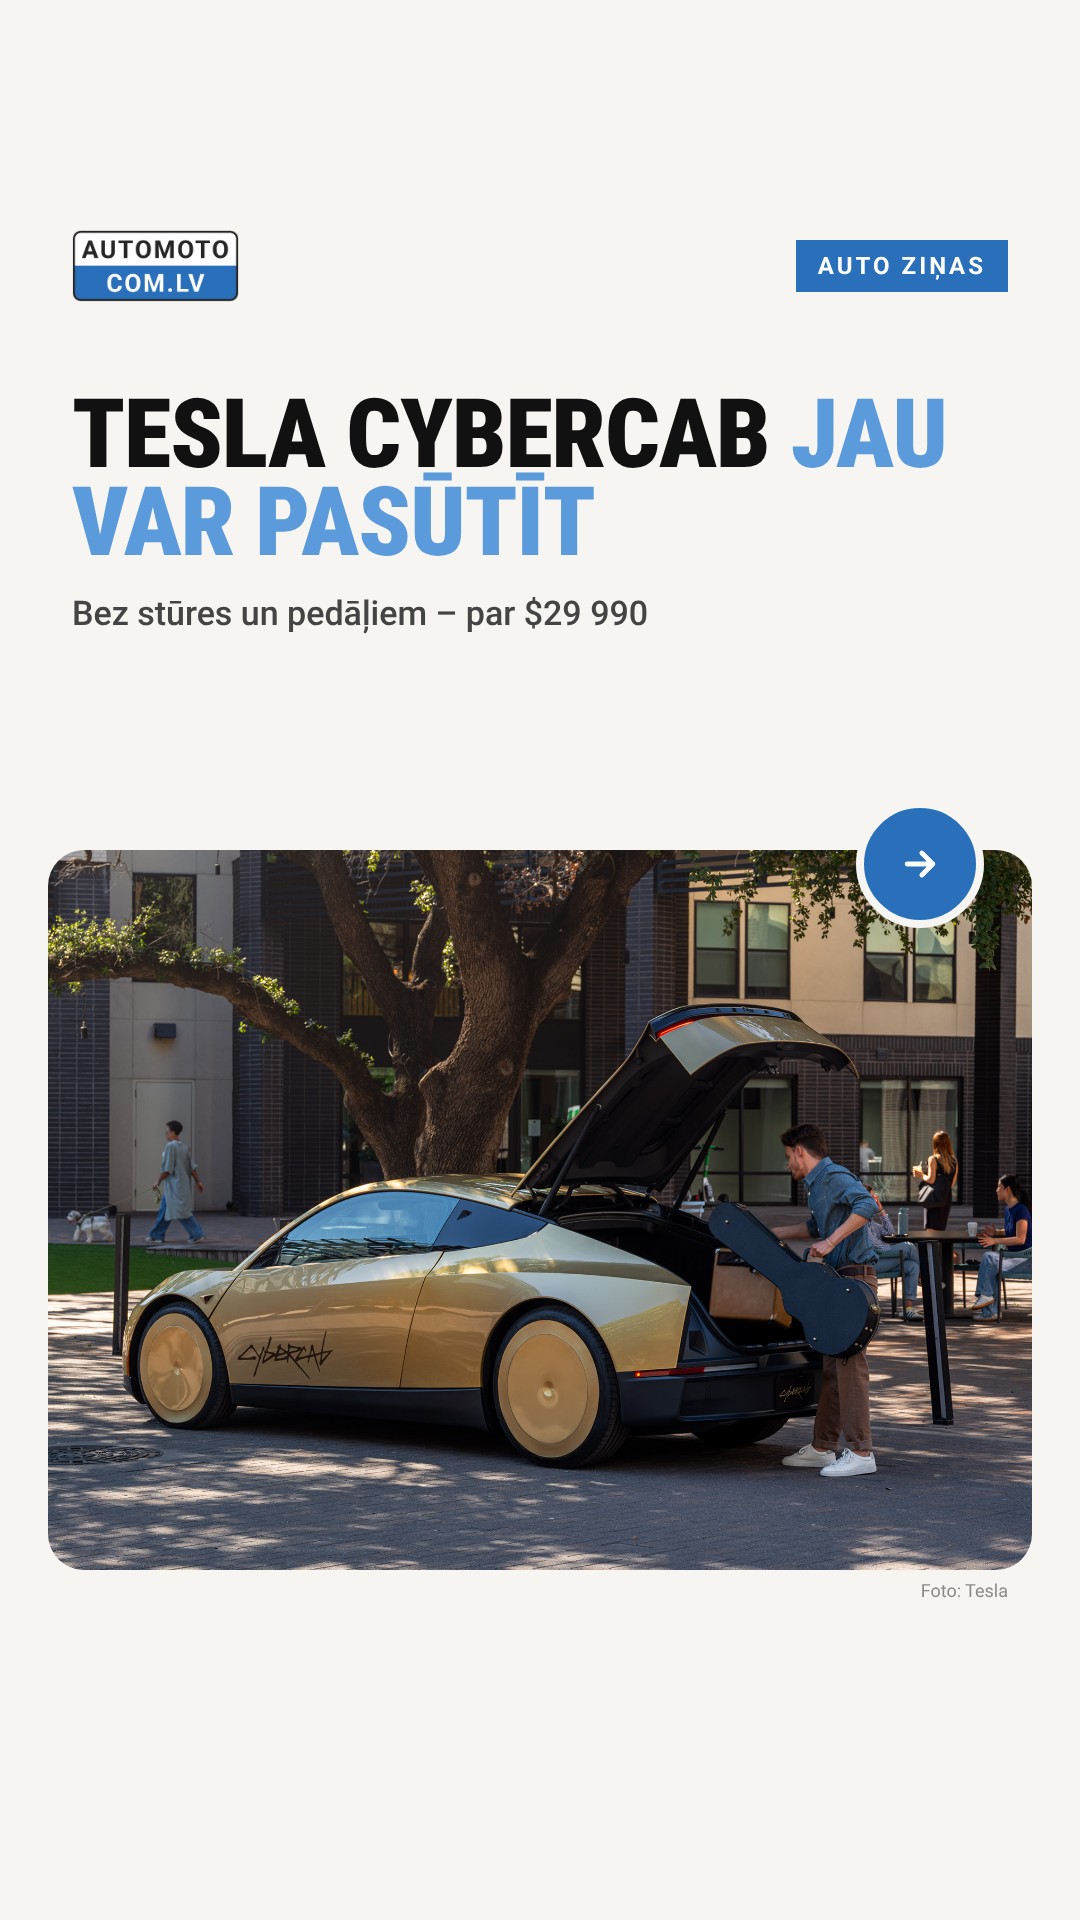 AUTOMOTO
COM.LV
AUTO ZIŅAS
TESLA CYBERCAB JAU
VAR PASŪTĪT
Bez stūres un pedāļiem – par $29 990
cybercab
cybercab
Foto: Tesla